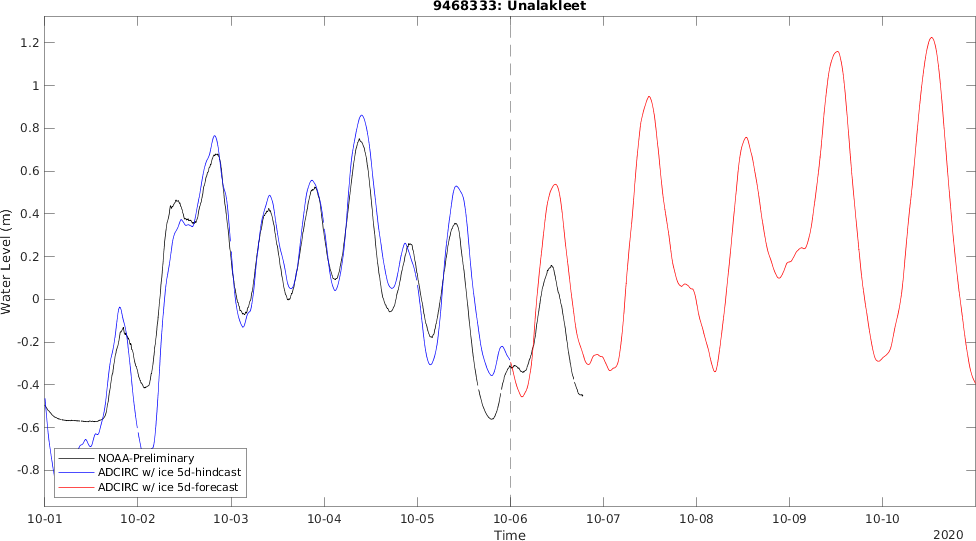 9468333: Unalakleet
Water Level (m)
1.2
1
0.8
0.6
0.4
0.2
0
-0.2
-0.4
-0.6
-0.8
NOAA-Preliminary
ADCIRC w/ ice 5d-hindcast
ADCIRC w/ ice 5d-forecast
10-01 10-02 10-03 10-04 10-05 10-06 10-07 10-08 10-09 10-10
Time
2020